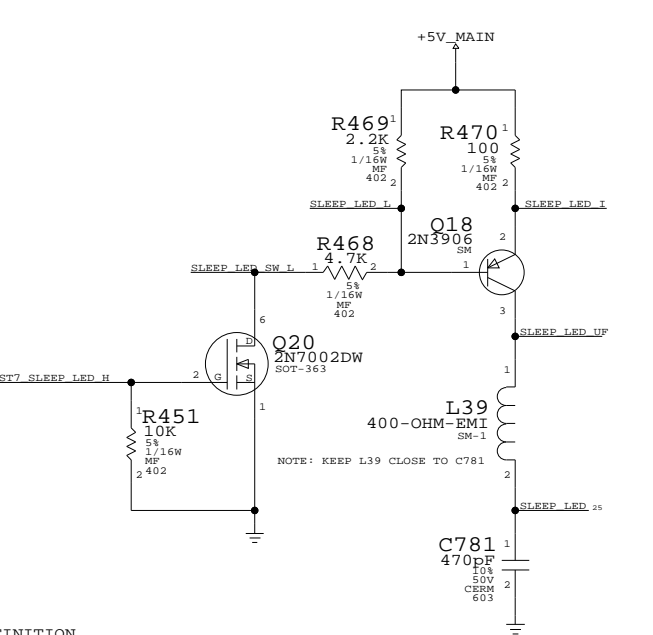 +5V_MAIN
R469
1
2.2K
5%
1/16W
MF
402
2
R470
1
100
5%
1/16W
MF
402
2
SLEEP_LED_L
SLEEP_LED_I
Q18
2N3906
SM
2
1
3
R468
4.7K
1
2
5%
1/16W
MF
402
SLEEP_LED_SW_L
6
Q20
2N7002DW
SOT-363
D
G
S
2
1
ST7_SLEEP_LED_H
SLEEP_LED_UF
1
R451
1
10K
5%
1/16W
MF
402
2
L39
400-OHM-EMI
SM-1
NOTE: KEEP L39 CLOSE TO C781
2
SLEEP_LED 25
C781
1
470pF
10%
50V
CERM
603
2